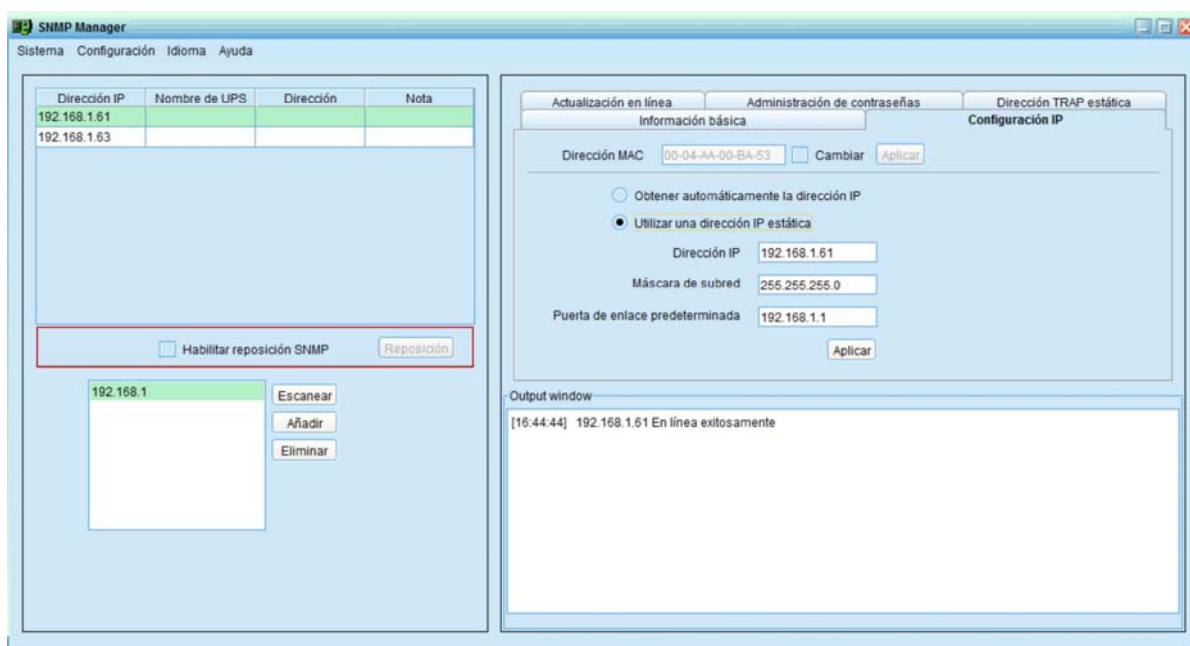 SNMP Manager
Sistema Configuración Idioma Ayuda
Dirección IP Nombre de UPS Dirección Nota
192.168.1.61
192.168.1.63
Habilitar reposición SNMP Reposición
192.168.1
Escanear
Añadir
Eliminar
Actualización en línea Administración de contraseñas Dirección TRAP estática
Información básica Configuración IP
Dirección MAC 00-04-AA-00-BA-53 Cambiar Aplicar
Obtener automáticamente la dirección IP
Utilizar una dirección IP estática
Dirección IP 192.168.1.61
Máscara de subred 255.255.255.0
Puerta de enlace predeterminada 192.168.1.1
Aplicar
Output window
[16:44:44] 192.168.1.61 En línea exitosamente